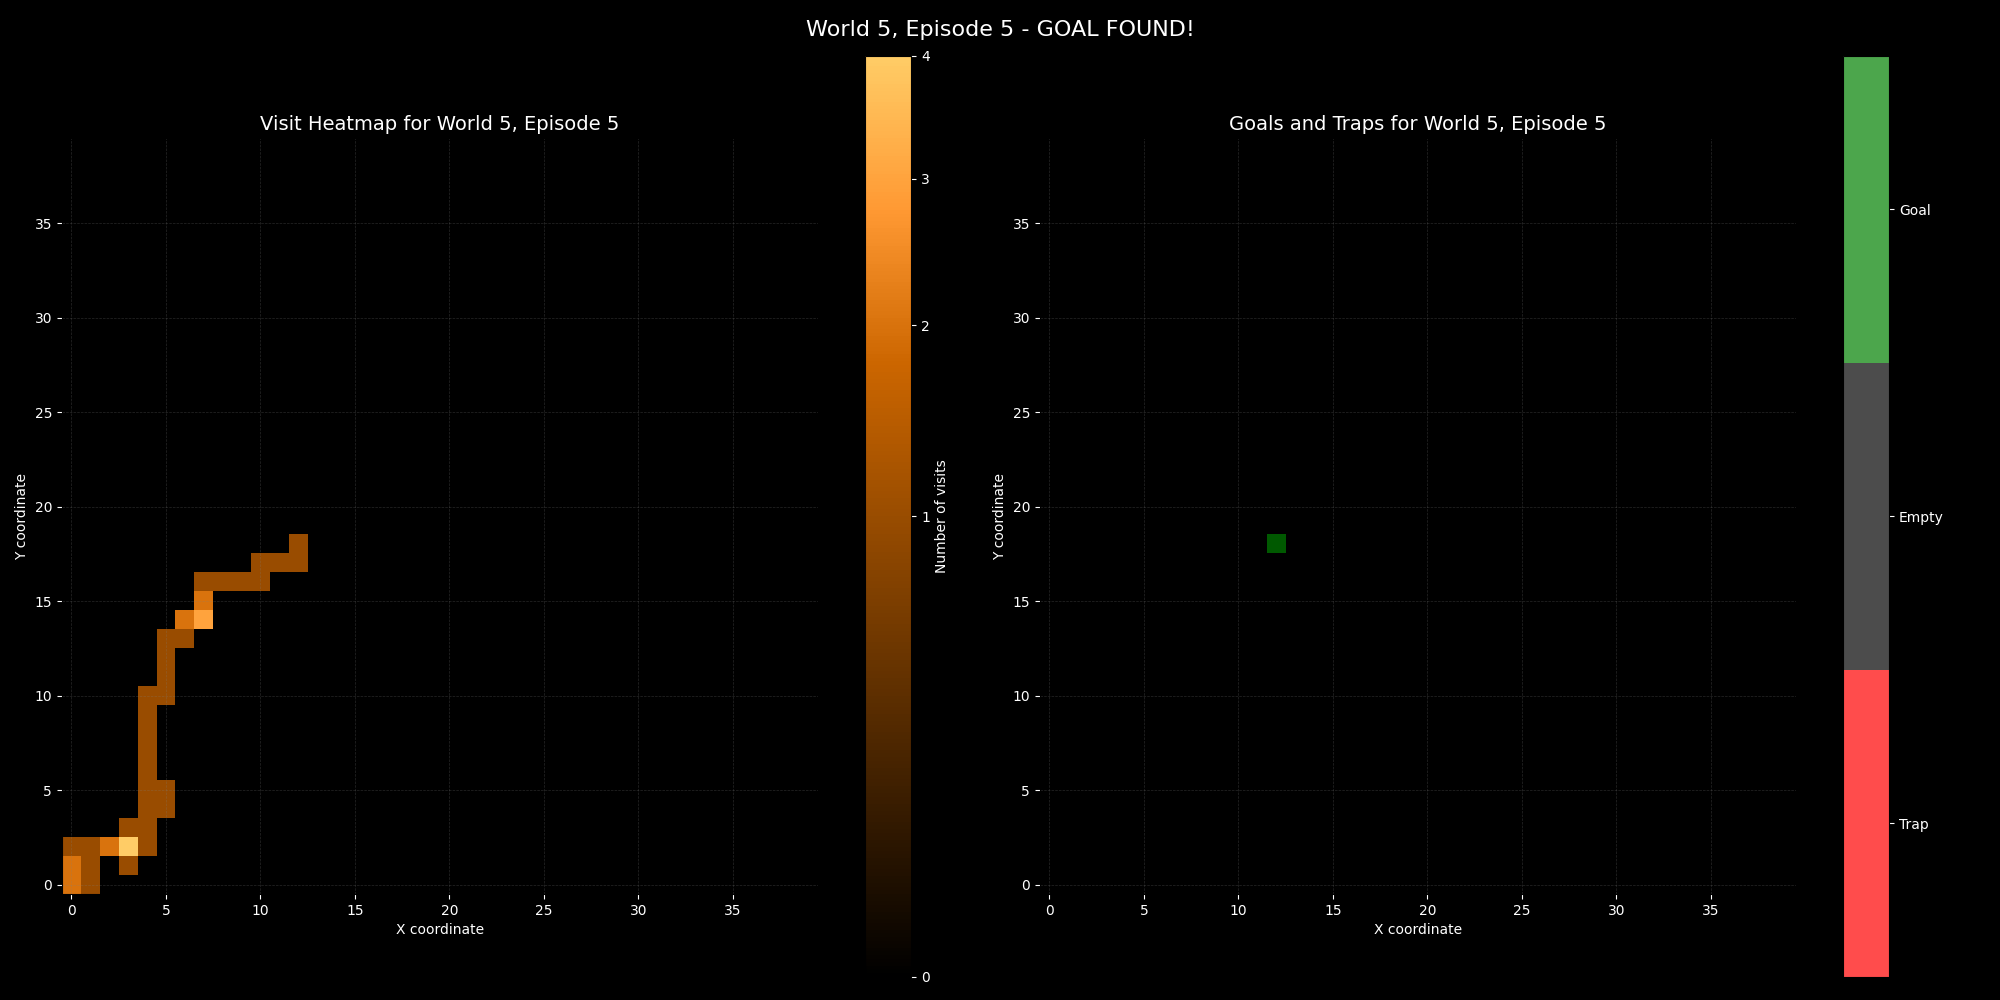 World 5, Episode 5 - GOAL FOUND!
Visit Heatmap for World 5, Episode 5
Y coordinate
35
30
25
20
15
10
5
0
0 5 10 15 20 25 30 35
X coordinate
4
3
2
1
0
Number of visits
Goals and Traps for World 5, Episode 5
Y coordinate
35
30
25
20
15
10
5
0
0 5 10 15 20 25 30 35
X coordinate
Goal
Empty
Trap